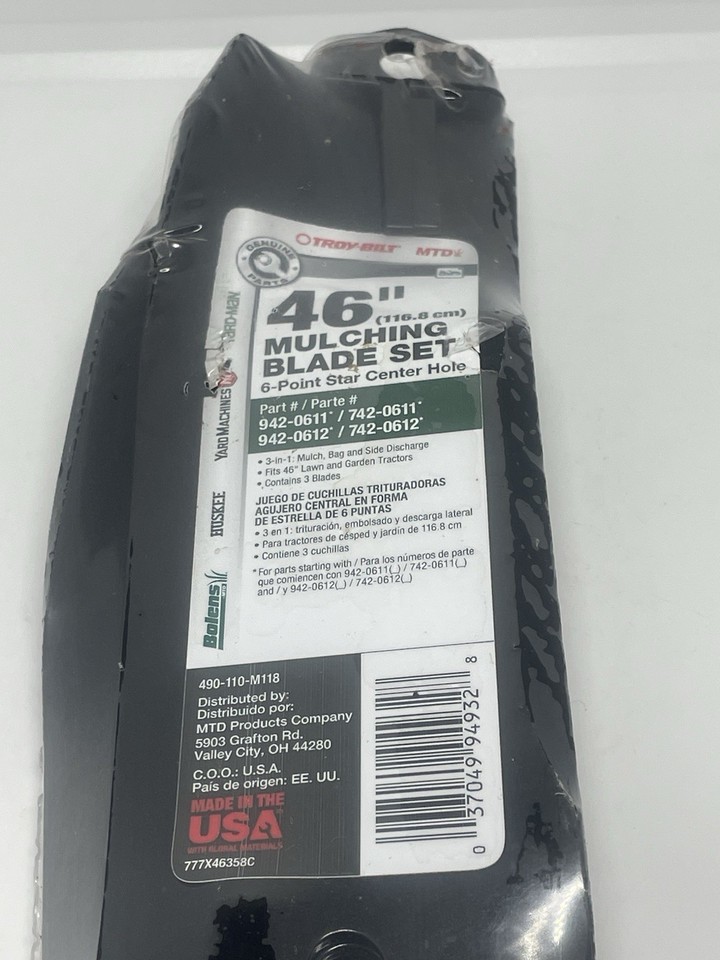 GENUINE PARTS
TROY-BILT MTD
46" (116.8 cm)
MULCHING
BLADE SET
6-Point Star Center Hole
Part # / Parte #
942-0611* / 742-0611*
942-0612* / 742-0612*
• 3-in-1: Mulch, Bag and Side Discharge
• Fits 46" Lawn and Garden Tractors
• Contains 3 Blades
JUEGO DE CUCHILLAS TRITURADORAS
AGUJERO CENTRAL EN FORMA
DE ESTRELLA DE 6 PUNTAS
• 3 en 1: trituración, embolsado y descarga lateral
• Para tractores de césped y jardín de 116.8 cm
• Contiene 3 cuchillas
*For parts starting with / Para los números de parte
que comiencen con 942-0611(_) / 742-0611(_)
and / y 942-0612(_) / 742-0612(_)
YARD-MAN
YARD MACHINES
HUSKEE
Bolens
490-110-M118
Distributed by:
Distribuido por:
MTD Products Company
5903 Grafton Rd.
Valley City, OH 44280
C.O.O.: U.S.A.
País de origen: EE. UU.
MADE IN THE
USA
WITH GLOBAL MATERIALS
777X46358C
0 37049 94932 8